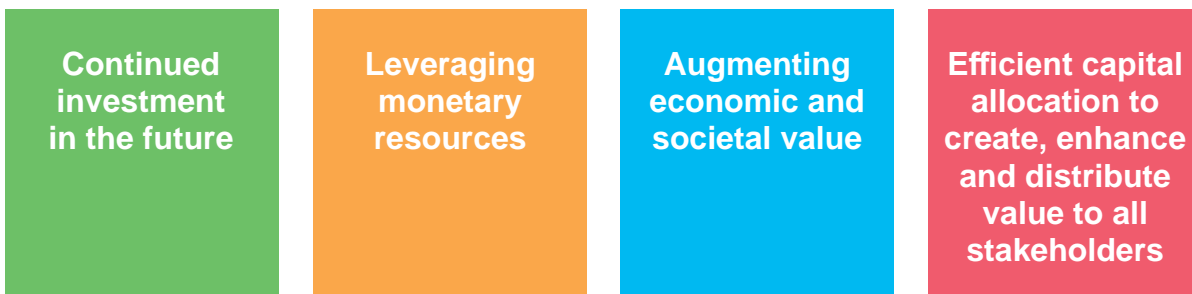 Continued
investment
in the future
Leveraging
monetary
resources
Augmenting
economic and
societal value
Efficient capital
allocation to
create, enhance
and distribute
value to all
stakeholders